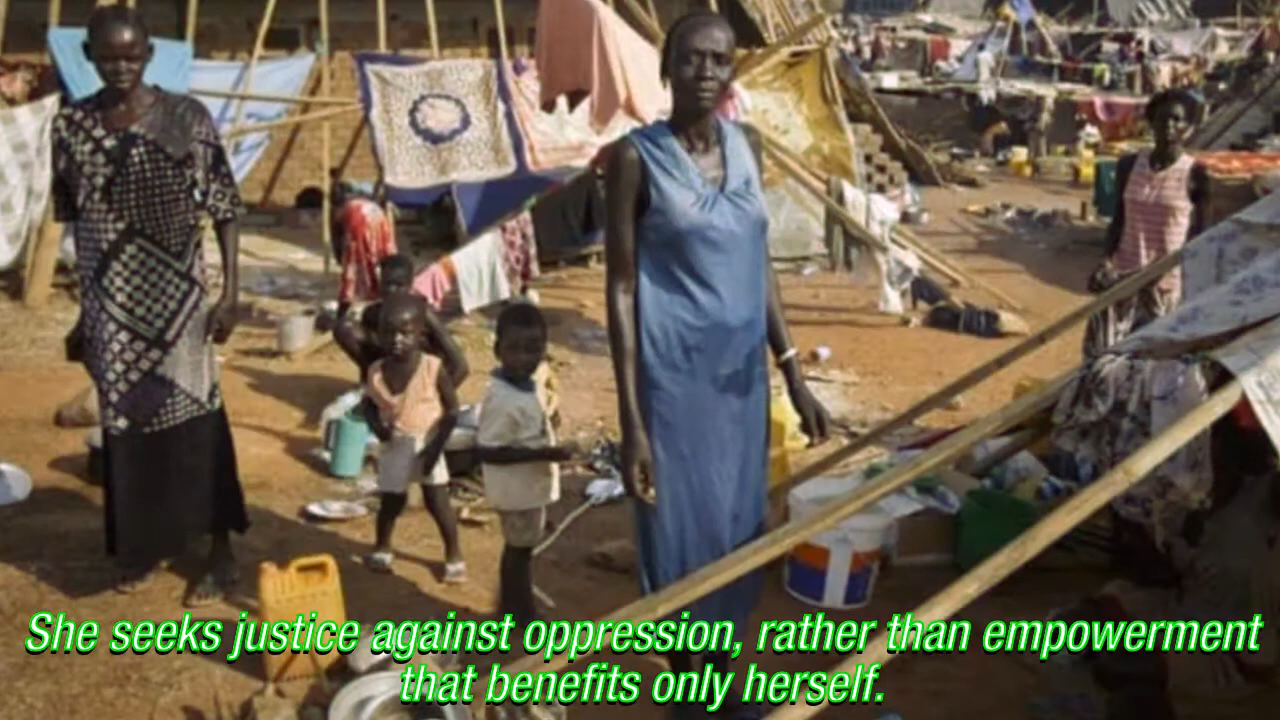 She seeks justice against oppression, rather than empowerment
that benefits only herself.